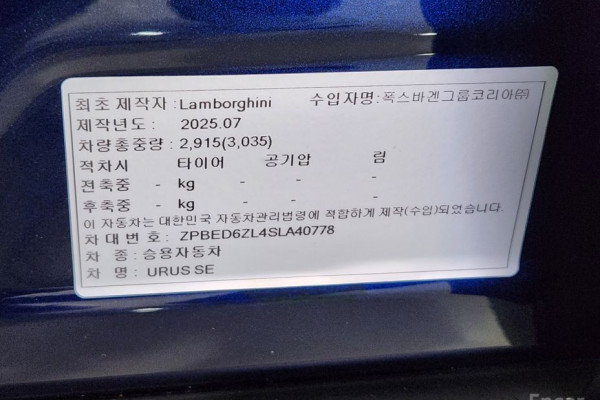 최초 제작자 : Lamborghini 수입자명 : 폭스바겐그룹코리아㈜
제작년도 : 2025.07
차량총중량 : 2,915(3,035)
적차시 타이어 공기압 림
전축중 - kg - - -
후축중 - kg - - -
이 자동차는 대한민국 자동차관리법령에 적합하게 제작(수입)되었습니다.
차대번호 : ZPBED6ZL4SLA40778
차 종 : 승용자동차
차 명 : URUS SE
Encar